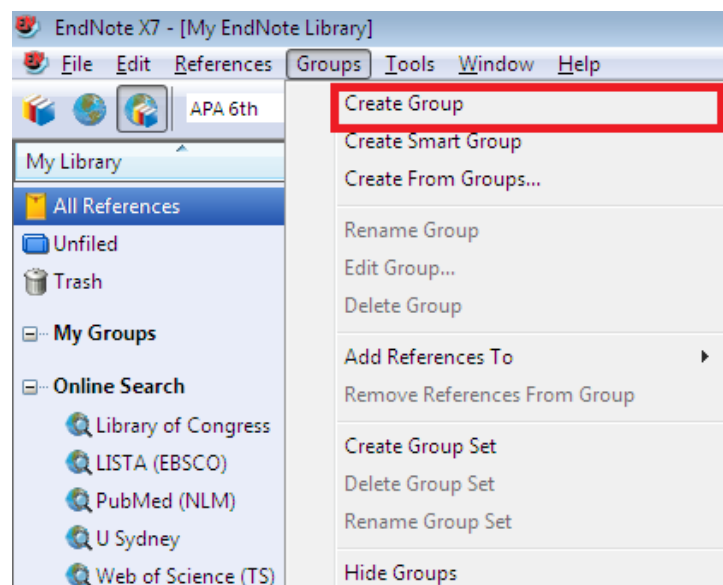 EndNote X7 - [My EndNote Library]
File Edit References Groups Tools Window Help
APA 6th
My Library
All References
Unfiled
Trash
My Groups
Online Search
Library of Congress
LISTA (EBSCO)
PubMed (NLM)
U Sydney
Web of Science (TS)
Create Group
Create Smart Group
Create From Groups...
Rename Group
Edit Group...
Delete Group
Add References To
Remove References From Group
Create Group Set
Delete Group Set
Rename Group Set
Hide Groups